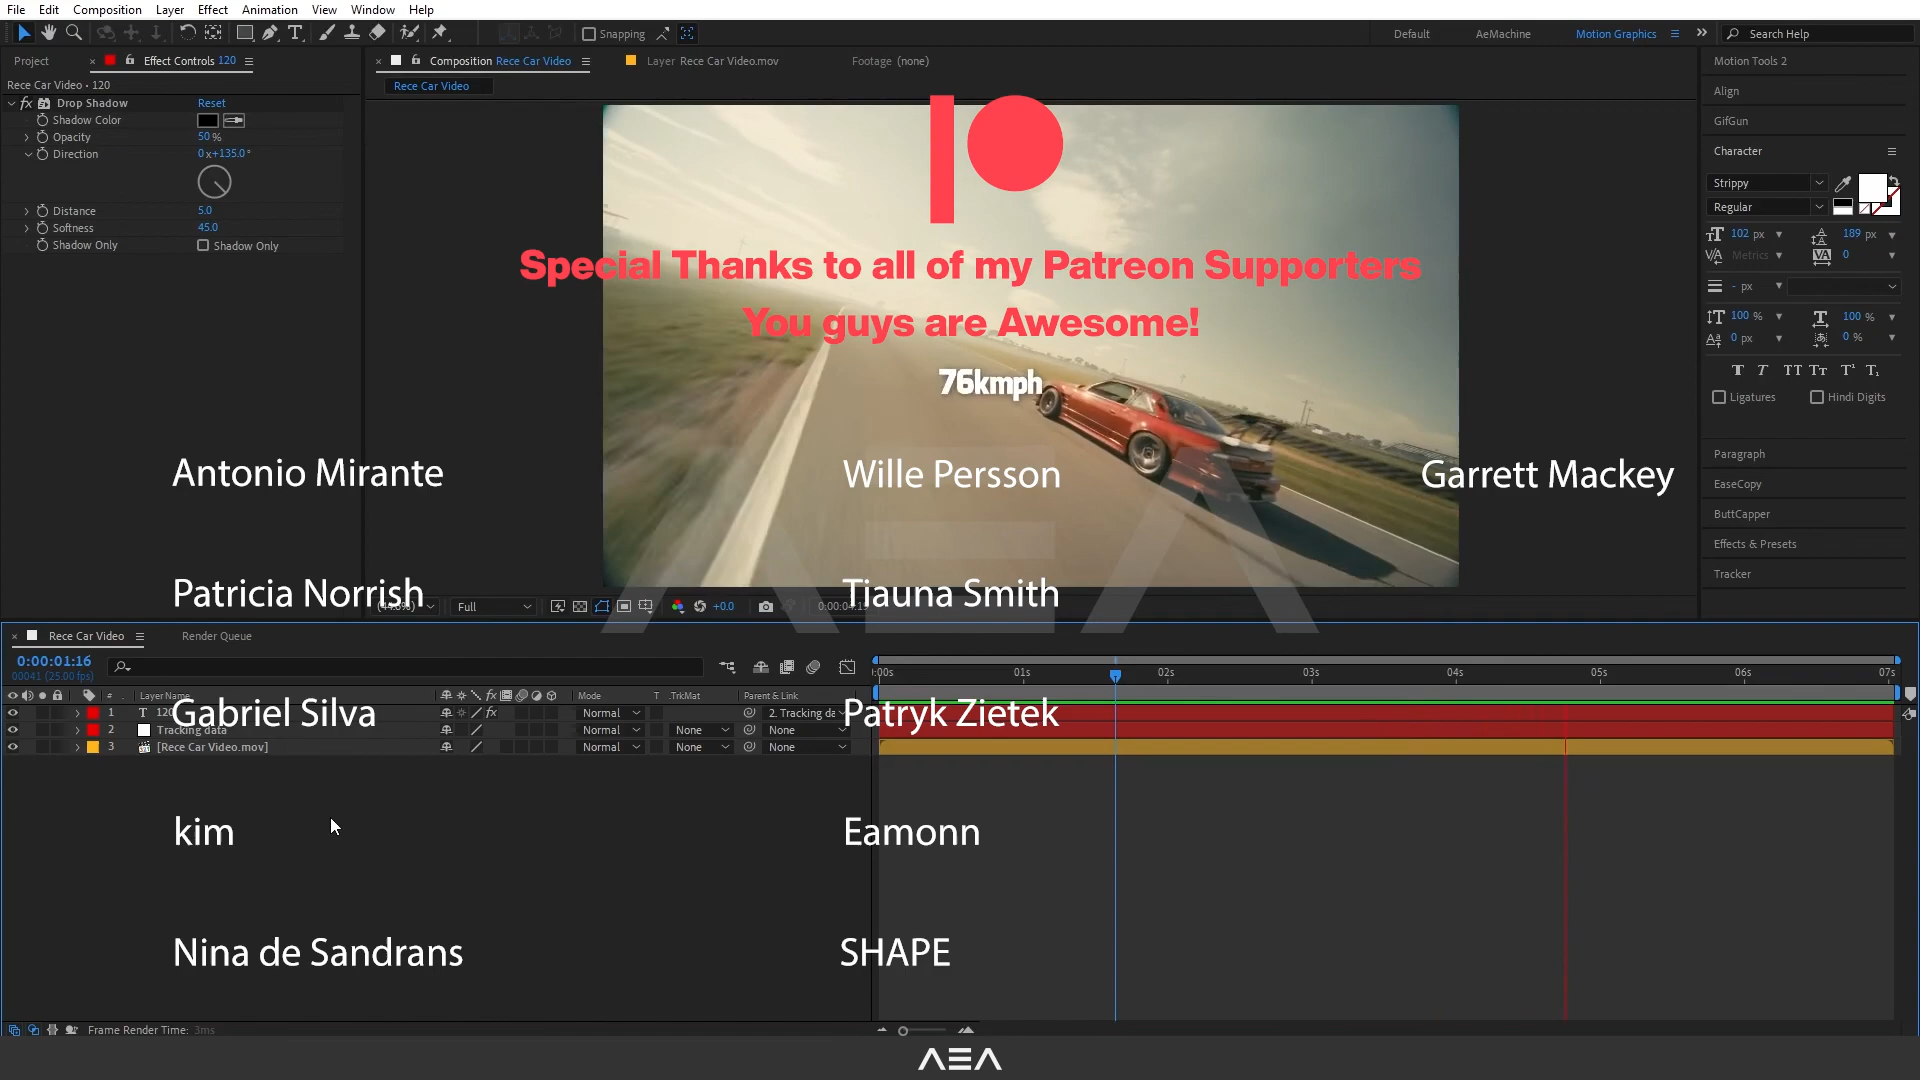 File Edit Composition Layer Effect Animation View Window Help
Snapping
Default AeMachine Motion Graphics Search Help
Project Effect Controls 120
Composition Rece Car Video
Layer Rece Car Video.mov
Footage (none)
Rece Car Video • 120
Rece Car Video
fx Drop Shadow Reset
Shadow Color
Opacity 50 %
Direction 0x+135.0°
Distance 5.0
Softness 45.0
Shadow Only Shadow Only
Motion Tools 2
Align
GifGun
Character
Strippy
Regular
102 px 189 px
Metrics 0
- px
100 % 100 %
0 px 0 %
Ligatures Hindi Digits
Paragraph
EaseCopy
ButtCapper
Effects & Presets
Tracker
Special Thanks to all of my Patreon Supporters
You guys are Awesome!
76kmph
Antonio Mirante Wille Persson Garrett Mackey
Patricia Norrish Tiauna Smith
Full +0.0
Rece Car Video Render Queue
0:00:01:16
00041 (25.00 fps)
:00s 01s 02s 03s 04s 05s 06s 07s
# Layer Name Mode T .TrkMat Parent & Link
1 T 120 fx Normal 2. Tracking da
2 Tracking data Normal None None
3 [Rece Car Video.mov] Normal None None
Gabriel Silva Patryk Zietek
kim Eamonn
Nina de Sandrans SHAPE
Frame Render Time: 3ms